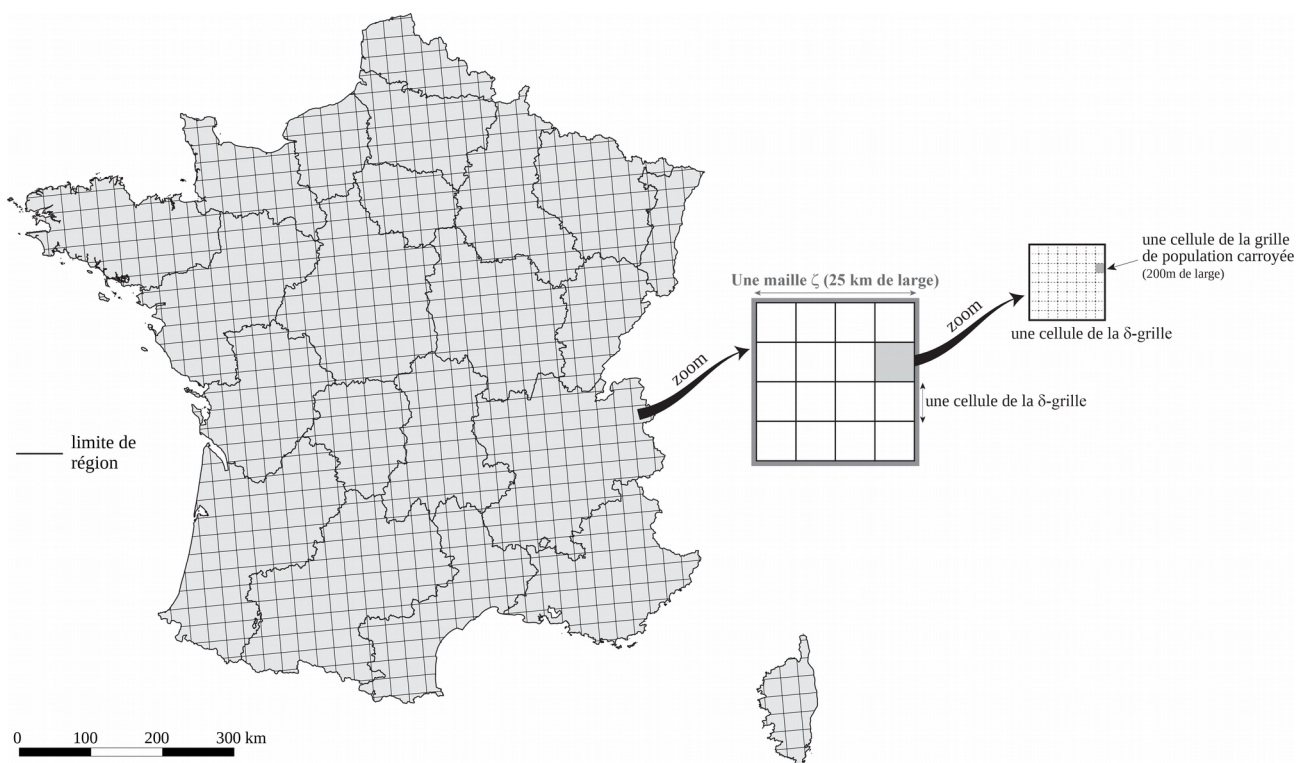 une cellule de la grille
de population carroyée
(200m de large)
Une maille ζ (25 km de large)
zoom
une cellule de la δ-grille
zoom
une cellule de la δ-grille
limite de
région
0 100 200 300 km